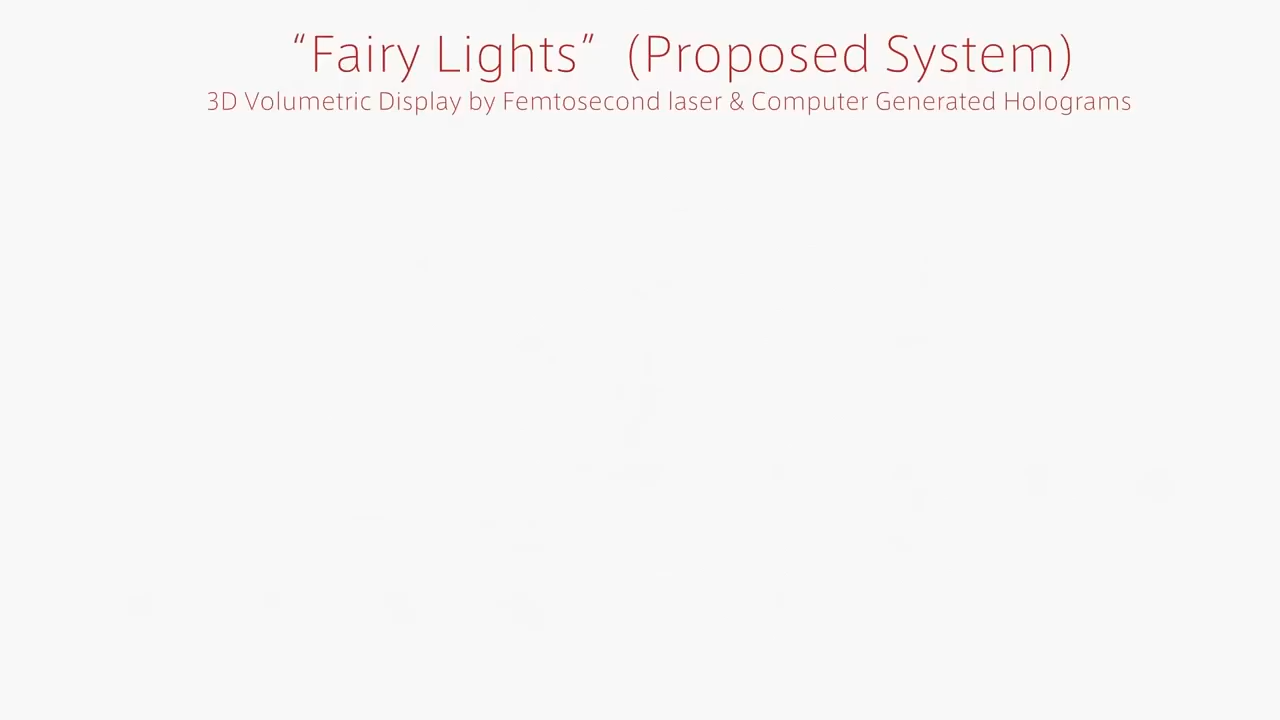 “Fairy Lights” (Proposed System)
3D Volumetric Display by Femtosecond laser & Computer Generated Holograms